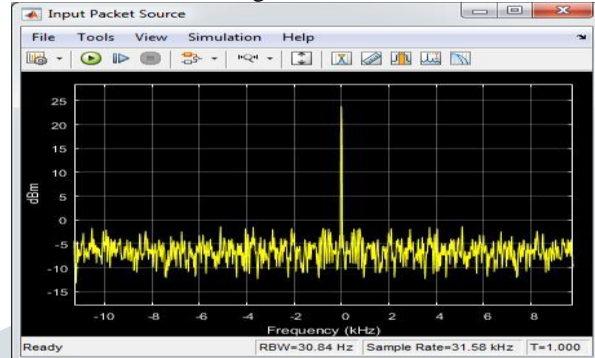 Input Packet Source
File Tools View Simulation Help
25
20
15
10
5
0
-5
-10
-15
dBm
-10 -8 -6 -4 -2 0 2 4 6 8
Frequency (kHz)
Ready RBW=30.84 Hz Sample Rate=31.58 kHz T=1.000